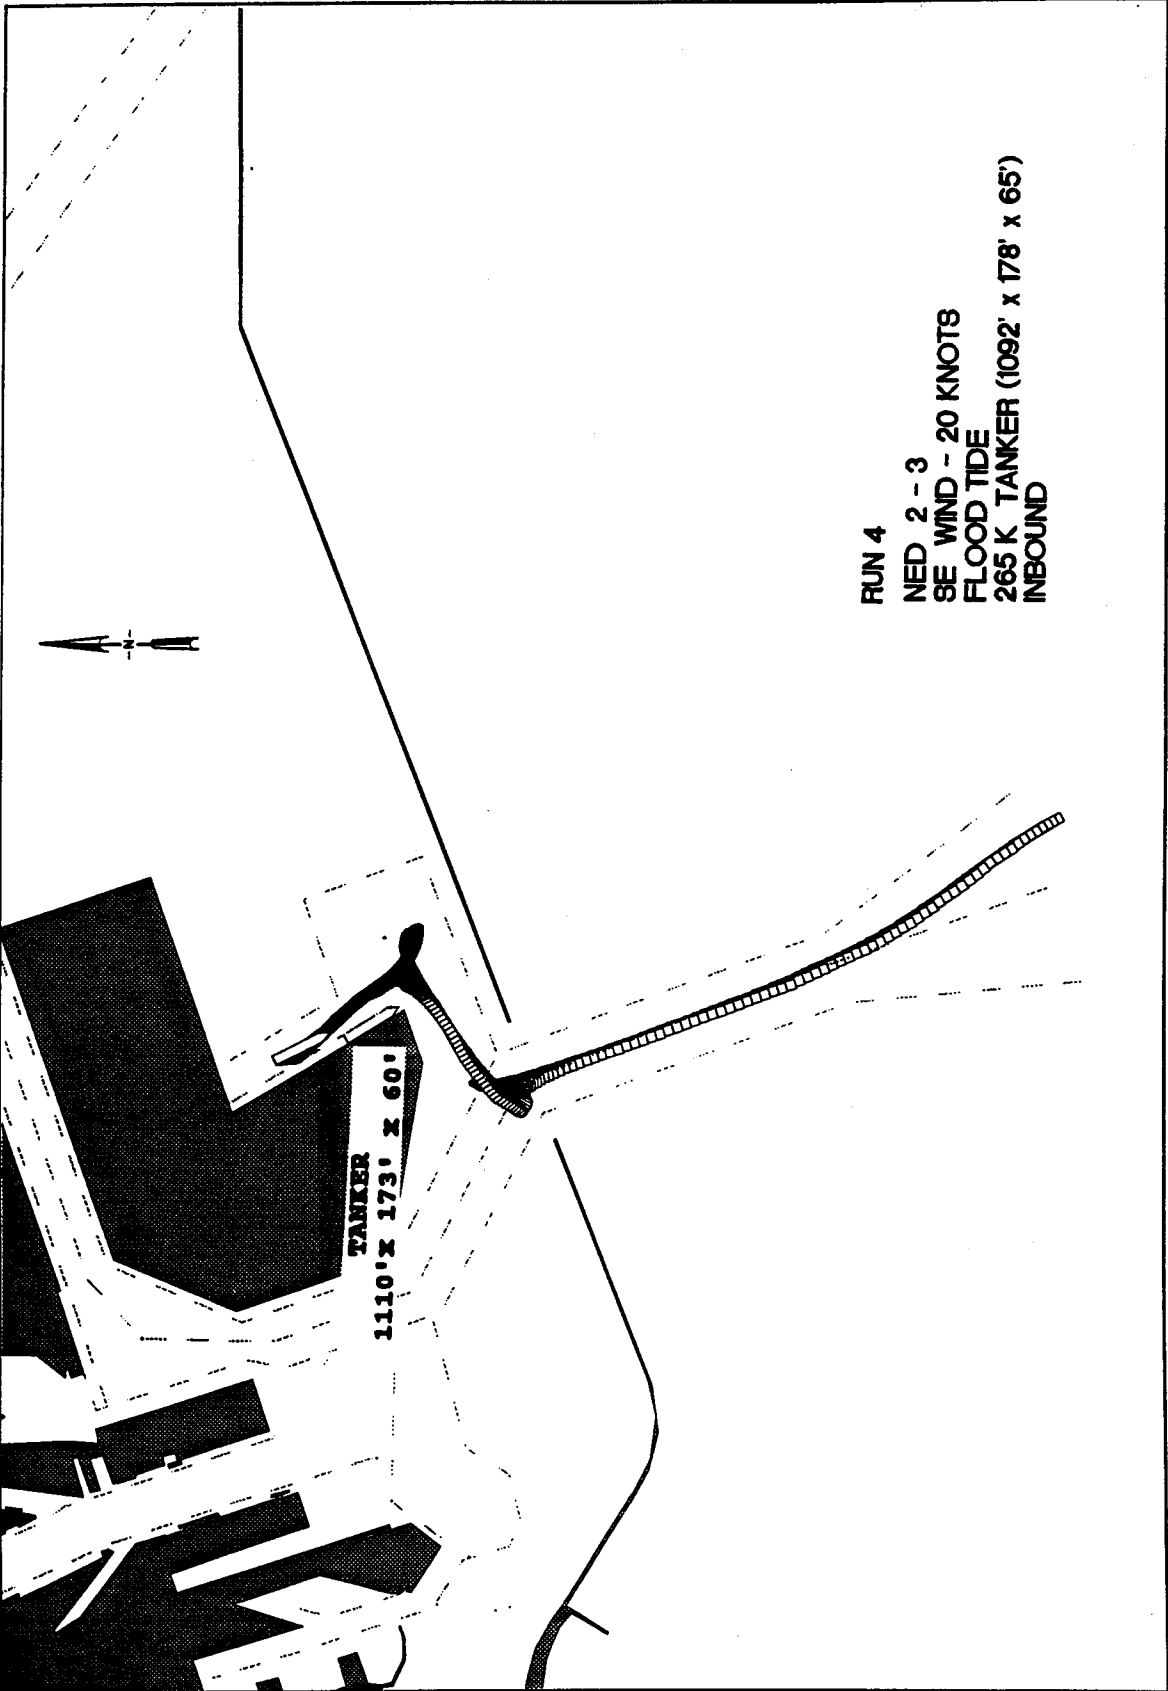 N
TANKER
1110'X 173' X 60'
RUN 4
NED 2 - 3
SE WIND - 20 KNOTS
FLOOD TIDE
265 K TANKER (1092' x 178' x 65')
INBOUND